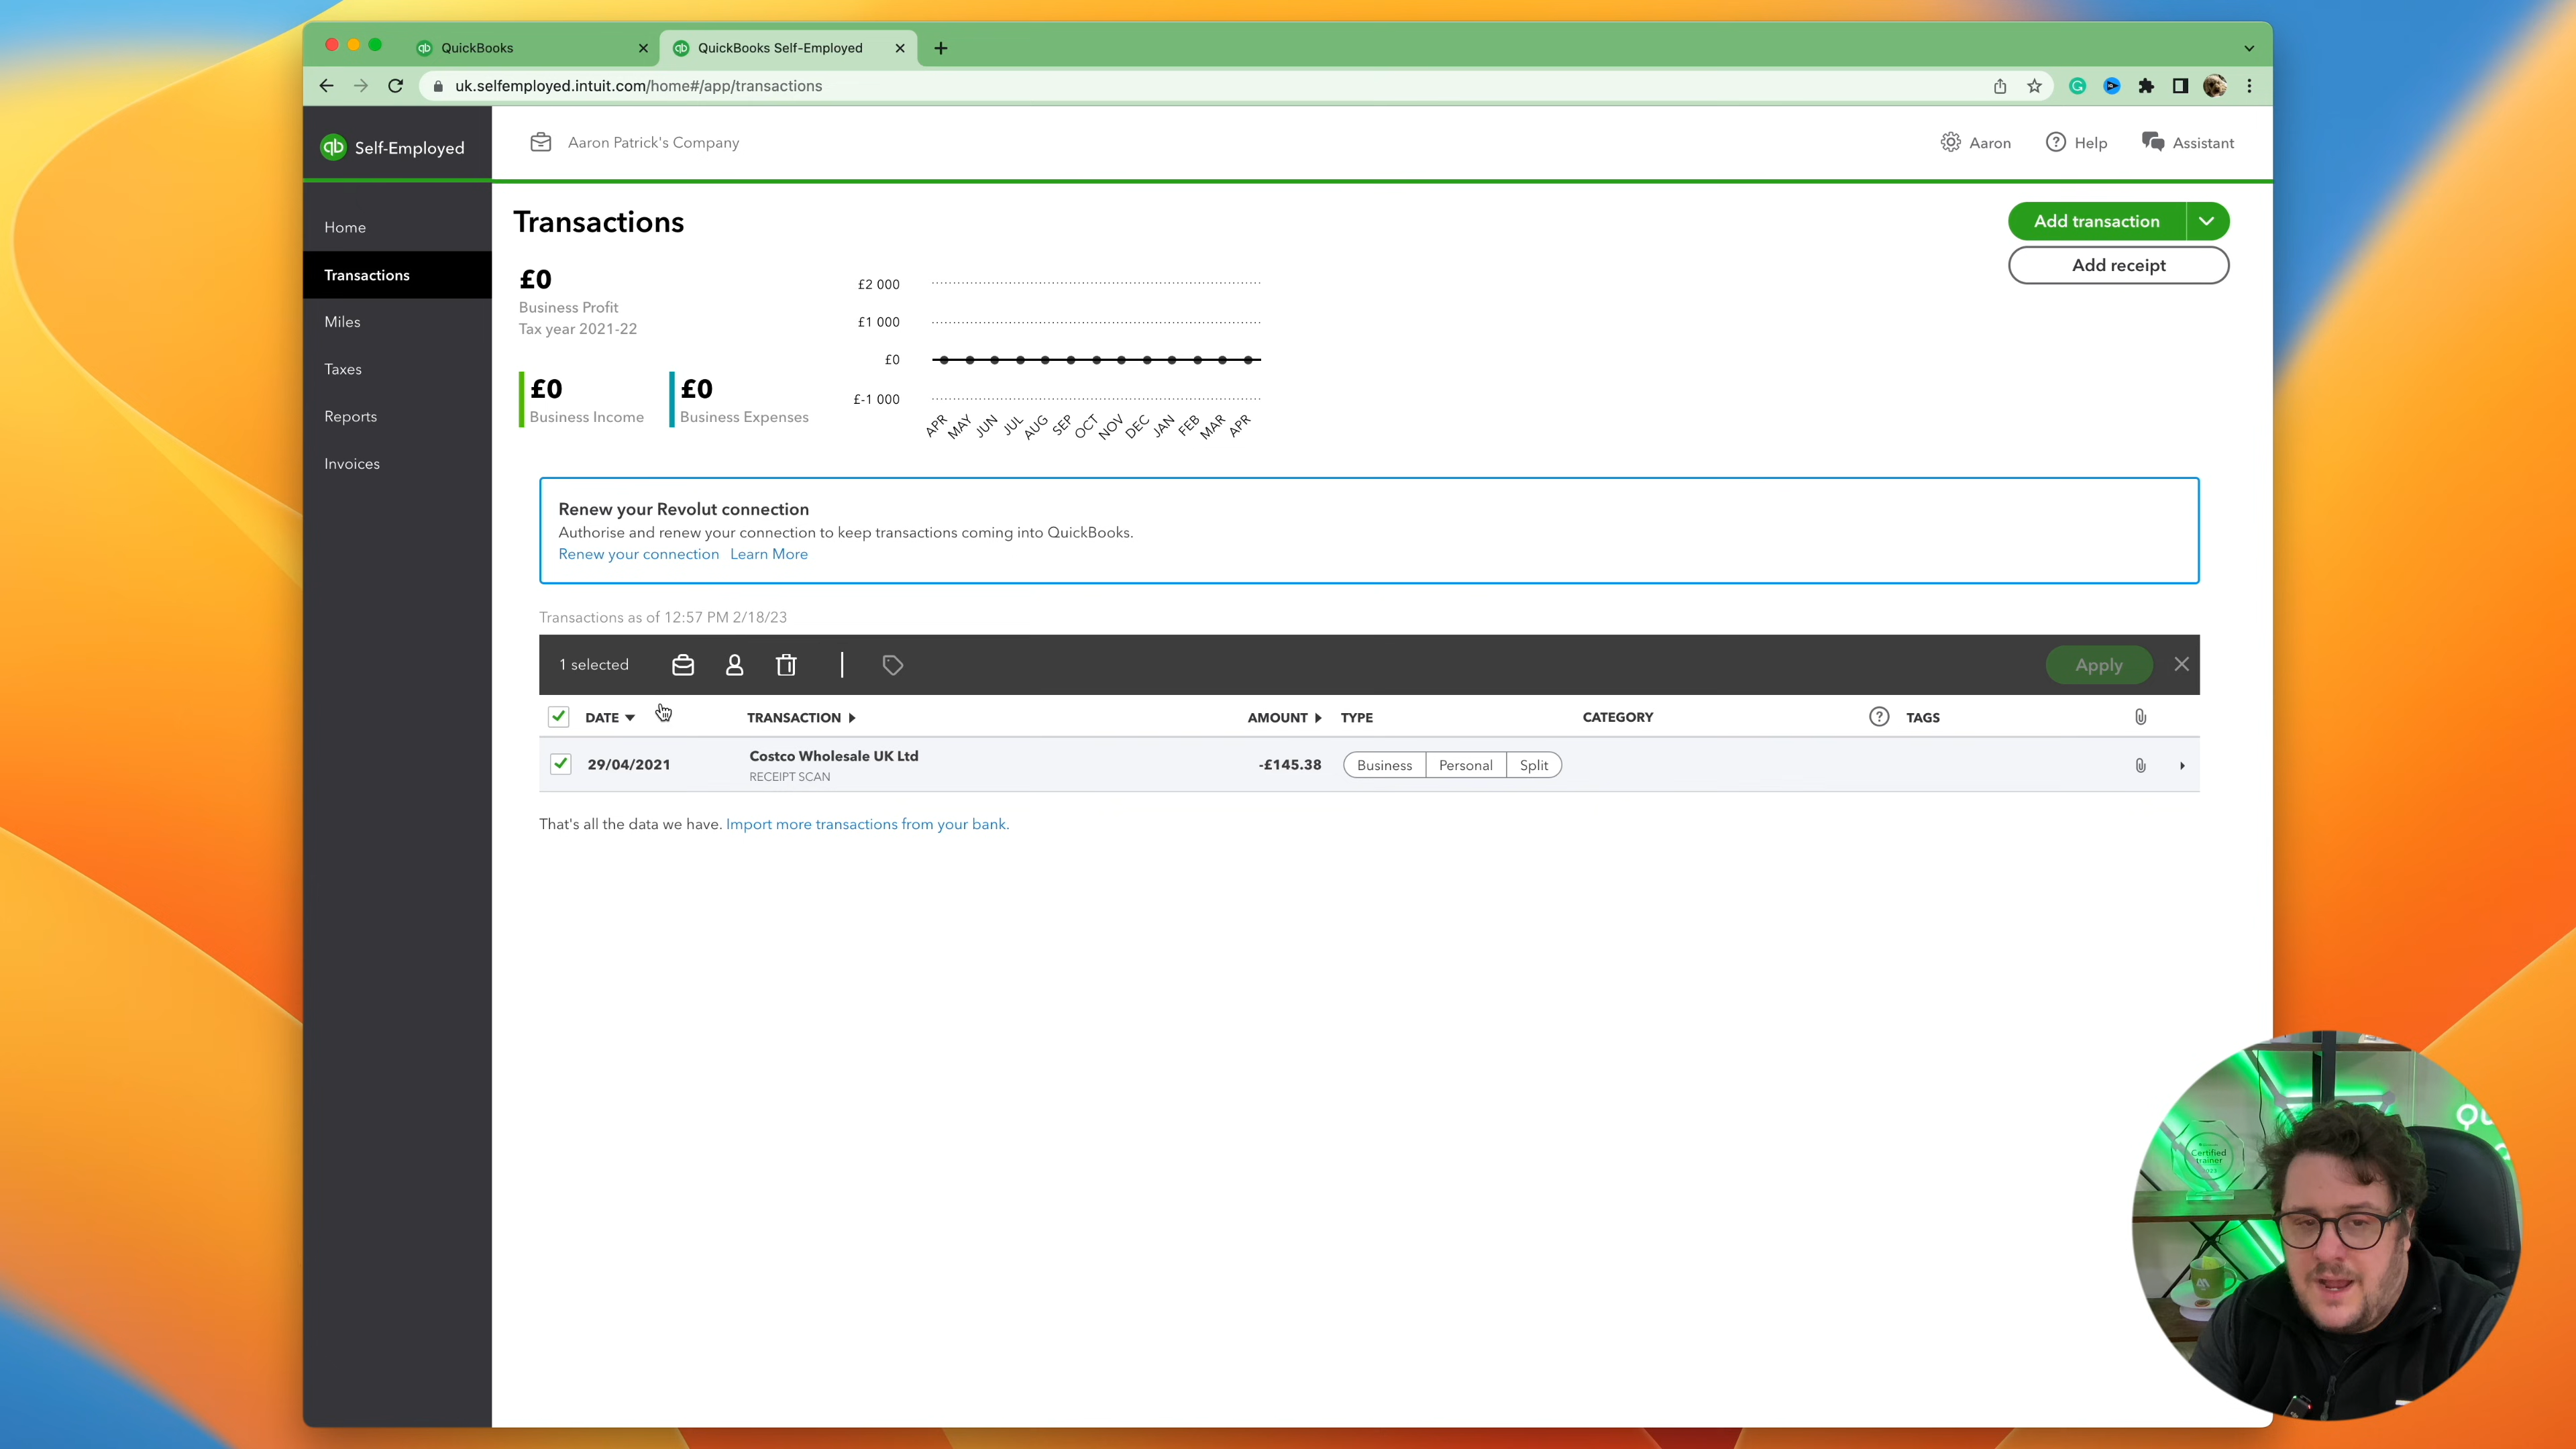 QuickBooks
QuickBooks Self-Employed
uk.selfemployed.intuit.com/home#/app/transactions
qb Self-Employed
Aaron Patrick's Company
Aaron
Help
Assistant
Home
Transactions
Miles
Taxes
Reports
Invoices
Transactions
Add transaction
Add receipt
£0
Business Profit
Tax year 2021-22
£0
Business Income
£0
Business Expenses
£2 000
£1 000
£0
£-1 000
APR MAY JUN JUL AUG SEP OCT NOV DEC JAN FEB MAR APR
Renew your Revolut connection
Authorise and renew your connection to keep transactions coming into QuickBooks.
Renew your connection Learn More
Transactions as of 12:57 PM 2/18/23
1 selected
Apply
DATE TRANSACTION AMOUNT TYPE CATEGORY ? TAGS
29/04/2021 Costco Wholesale UK Ltd -£145.38 Business Personal Split
RECEIPT SCAN
That's all the data we have. Import more transactions from your bank.
Certified
trainer